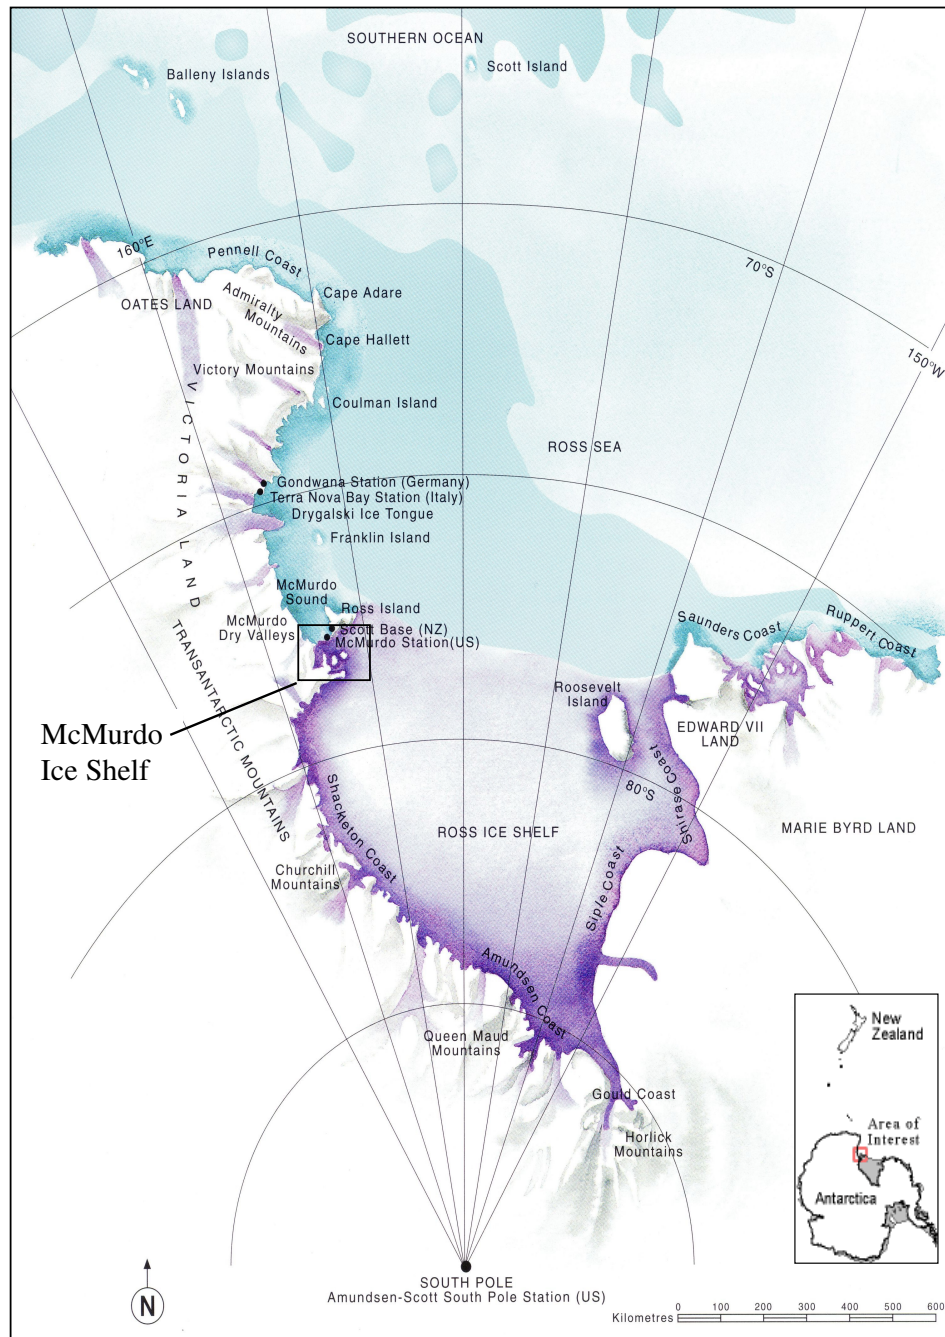 SOUTHERN OCEAN
Balleny Islands
Scott Island
160°E
Pennell Coast
70°S
OATES LAND
Admiralty
Mountains
Cape Adare
Cape Hallett
150°W
Victory Mountains
Coulman Island
VICTORIA LAND
ROSS SEA
Gondwana Station (Germany)
Terra Nova Bay Station (Italy)
Drygalski Ice Tongue
Franklin Island
McMurdo
Sound
Ross Island
McMurdo
Dry Valleys
Scott Base (NZ)
McMurdo Station(US)
Saunders Coast
Ruppert Coast
TRANSANTARCTIC MOUNTAINS
Roosevelt
Island
EDWARD VII
LAND
McMurdo
Ice Shelf
80°S
Shirase Coast
Shackleton Coast
ROSS ICE SHELF
MARIE BYRD LAND
Churchill
Mountains
Siple Coast
Amundsen Coast
Queen Maud
Mountains
Gould Coast
Horlick
Mountains
New
Zealand
Area of
Interest
Antarctica
SOUTH POLE
Amundsen-Scott South Pole Station (US)
N
Kilometres
0 100 200 300 400 500 600